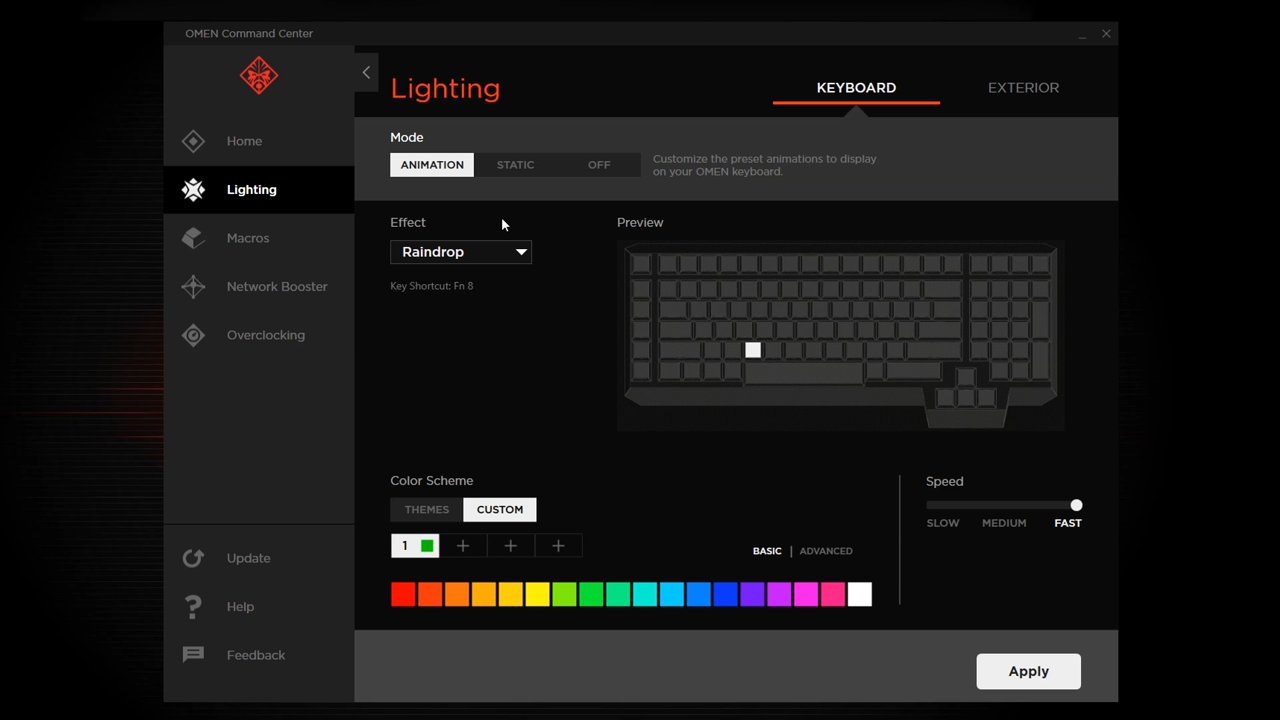 OMEN Command Center
Home
Lighting
Macros
Network Booster
Overclocking
Update
Help
Feedback
Lighting
KEYBOARD
EXTERIOR
Mode
ANIMATION
STATIC
OFF
Customize the preset animations to display
on your OMEN keyboard.
Effect
Raindrop
Key Shortcut: Fn 8
Preview
Color Scheme
THEMES
CUSTOM
1
BASIC | ADVANCED
Speed
SLOW
MEDIUM
FAST
Apply